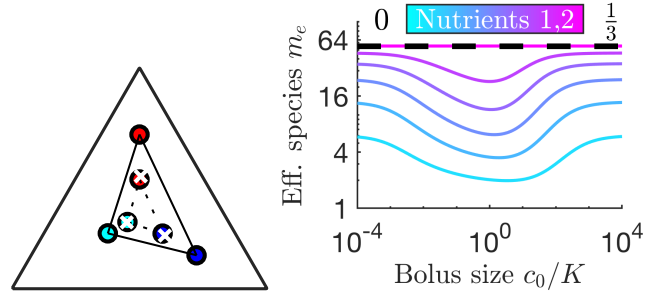 0 Nutrients 1,2 1/3
Eff. species m_e
64
16
4
1
10^-4 10^0 10^4
Bolus size c_0/K